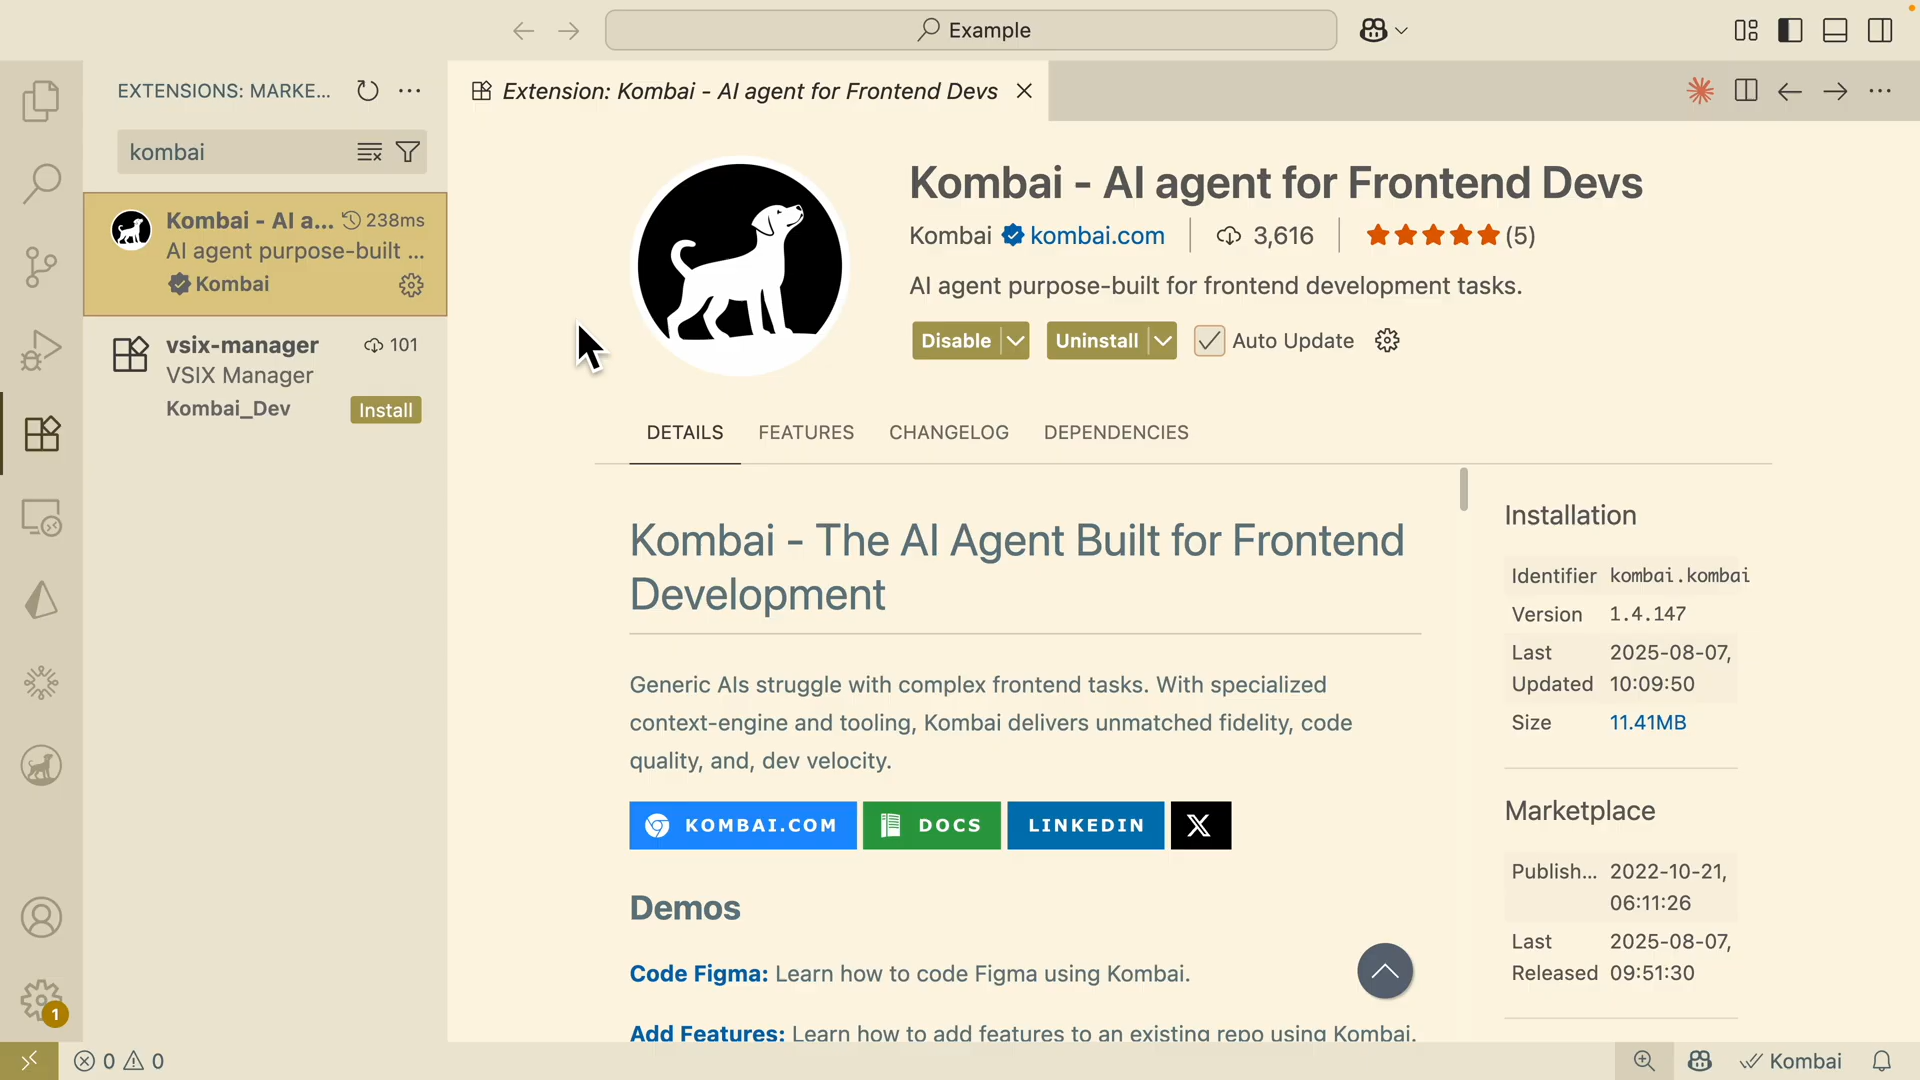 Example
EXTENSIONS: MARKE...
Extension: Kombai - AI agent for Frontend Devs
kombai
Kombai - AI a... 238ms
AI agent purpose-built ...
Kombai
vsix-manager 101
VSIX Manager
Kombai_Dev Install
Kombai - AI agent for Frontend Devs
Kombai kombai.com 3,616 (5)
AI agent purpose-built for frontend development tasks.
Disable Uninstall Auto Update
DETAILS FEATURES CHANGELOG DEPENDENCIES
Kombai - The AI Agent Built for Frontend
Development
Generic AIs struggle with complex frontend tasks. With specialized
context-engine and tooling, Kombai delivers unmatched fidelity, code
quality, and, dev velocity.
KOMBAI.COM DOCS LINKEDIN X
Demos
Code Figma: Learn how to code Figma using Kombai.
Add Features: Learn how to add features to an existing repo using Kombai.
Installation
Identifier kombai.kombai
Version 1.4.147
Last 2025-08-07,
Updated 10:09:50
Size 11.41MB
Marketplace
Publish... 2022-10-21,
06:11:26
Last 2025-08-07,
Released 09:51:30
1
0 0
Kombai